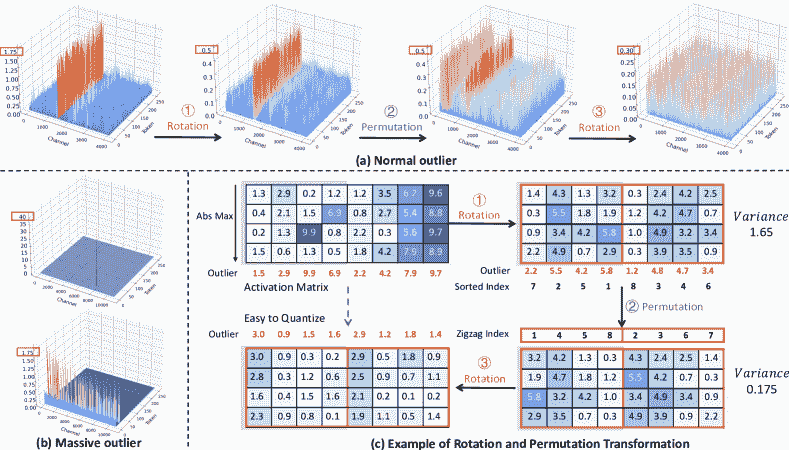 1.75
1.50
1.25
1.00
0.75
0.50
0.25
0.00
0 1000 2000 3000 4000
Channel
0 50 100 150 200 250
Token
① Rotation
0.5
0.4
0.3
0.2
0.1
0.0
0 1000 2000 3000 4000
Channel
0 50 100 150 200 250
Token
② Permutation
0.5
0.4
0.3
0.2
0.1
0.0
0 1000 2000 3000 4000
Channel
0 50 100 150 200 250
Token
③ Rotation
0.30
0.25
0.20
0.15
0.10
0.05
0.00
0 1000 2000 3000 4000
Channel
0 50 100 150 200 250
Token
(a) Normal outlier
40
35
30
25
20
15
10
5
0
Channel
Token
1.75
1.50
1.25
1.00
0.75
0.50
0.25
0.00
Channel
Token
(b) Massive outlier
Abs Max
1.3 2.9 0.2 1.2 1.2 3.5 6.2 9.6
0.4 2.1 1.5 6.9 0.8 2.7 5.4 8.8
0.2 1.3 9.9 0.8 2.2 0.3 5.6 9.7
1.5 0.6 1.3 0.5 1.8 4.2 7.9 8.9
Outlier 1.5 2.9 9.9 6.9 2.2 4.2 7.9 9.7
Activation Matrix
① Rotation
1.4 4.3 1.3 3.2 0.3 2.4 4.2 2.5
0.3 5.5 1.8 1.9 1.2 4.2 4.7 0.7
0.9 3.4 4.2 5.8 1.0 4.9 3.2 3.4
2.2 4.9 0.7 2.9 0.3 3.9 3.5 0.9
Outlier 2.2 5.5 4.2 5.8 1.2 4.8 4.7 3.4
Sorted Index 7 2 5 1 8 3 4 6
Variance
1.65
② Permutation
Zigzag Index 1 4 5 8 2 3 6 7
3.2 4.2 1.3 0.3 4.3 2.4 2.5 1.4
1.9 4.7 1.8 1.2 5.5 4.2 0.7 0.3
5.8 3.2 4.2 1.0 3.4 4.9 3.4 0.9
2.9 3.5 0.7 0.3 4.9 3.9 0.9 2.2
Variance
0.175
③ Rotation
Easy to Quantize
Outlier 3.0 0.9 1.5 1.6 2.9 1.2 1.8 1.4
3.0 0.9 0.3 0.2 2.9 0.5 1.8 0.9
2.8 0.3 1.2 0.6 2.5 0.9 0.7 1.1
1.6 0.4 1.5 1.6 2.1 0.2 0.1 0.2
2.3 0.9 0.8 0.1 1.9 1.1 0.5 1.4
(c) Example of Rotation and Permutation Transformation